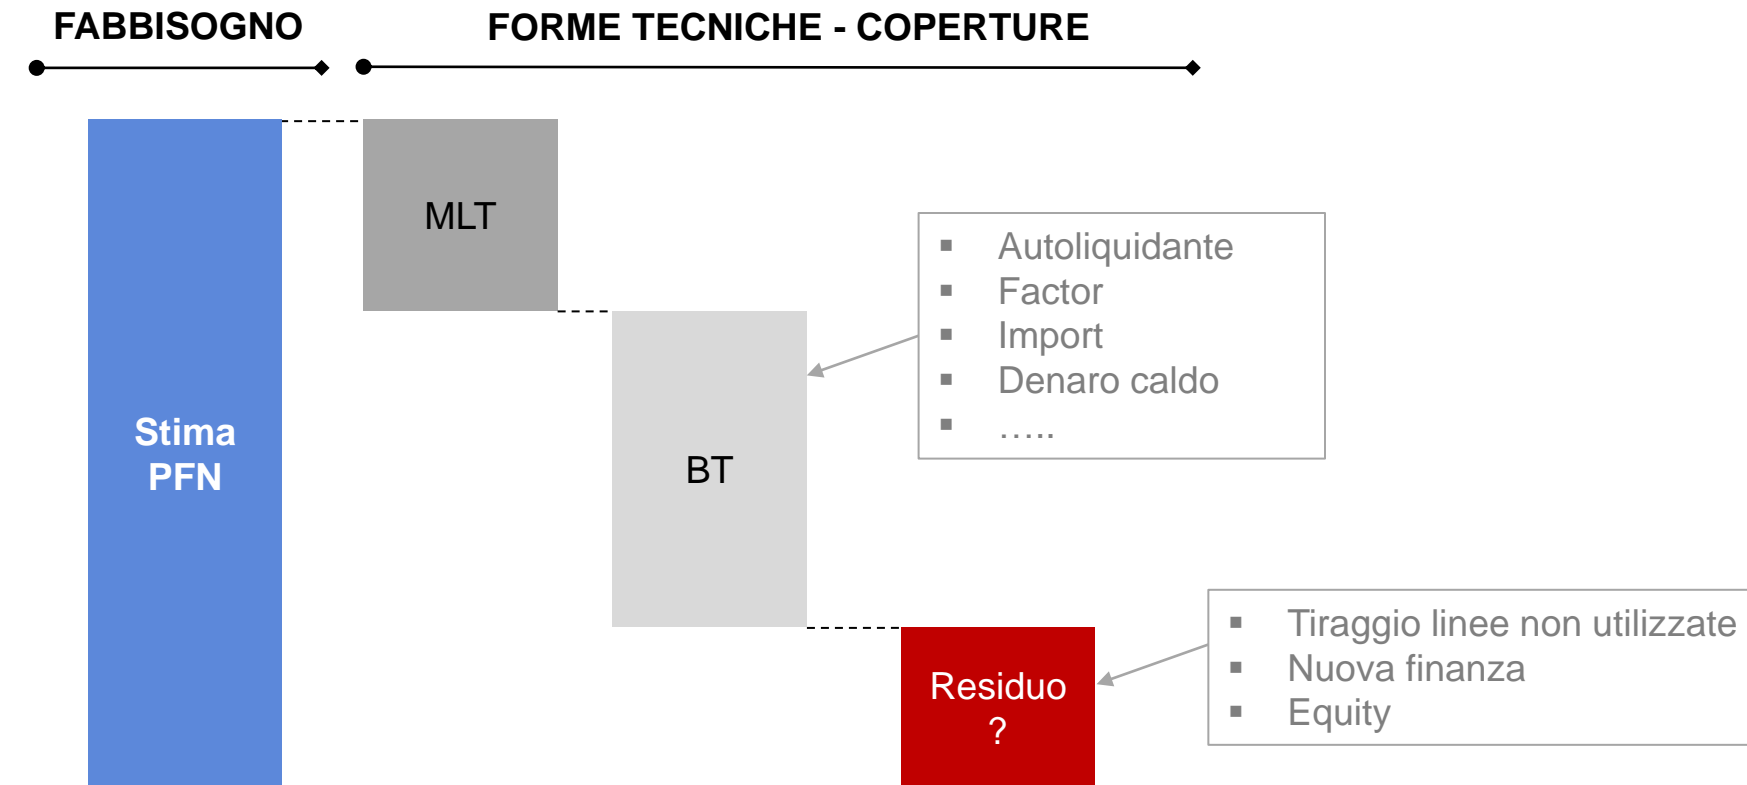 FABBISOGNO
FORME TECNICHE - COPERTURE
Stima
PFN
MLT
BT
▪ Autoliquidante
▪ Factor
▪ Import
▪ Denaro caldo
▪ …..
Residuo
?
▪ Tiraggio linee non utilizzate
▪ Nuova finanza
▪ Equity